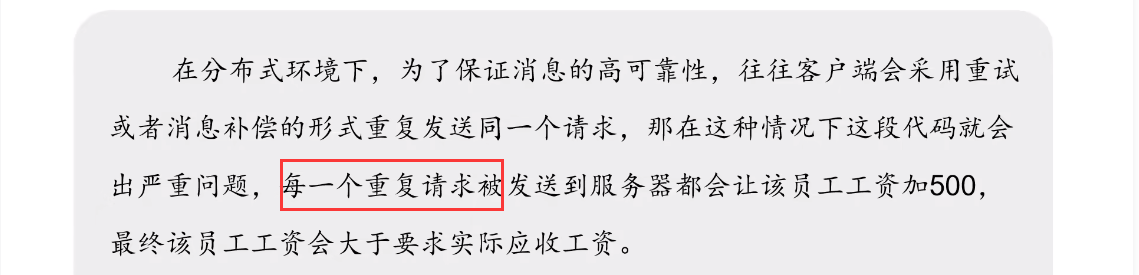 在分布式环境下，为了保证消息的高可靠性，往往客户端会采用重试
或者消息补偿的形式重复发送同一个请求，那在这种情况下这段代码就会
出严重问题，每一个重复请求被发送到服务器都会让该员工工资加500，
最终该员工工资会大于要求实际应收工资。